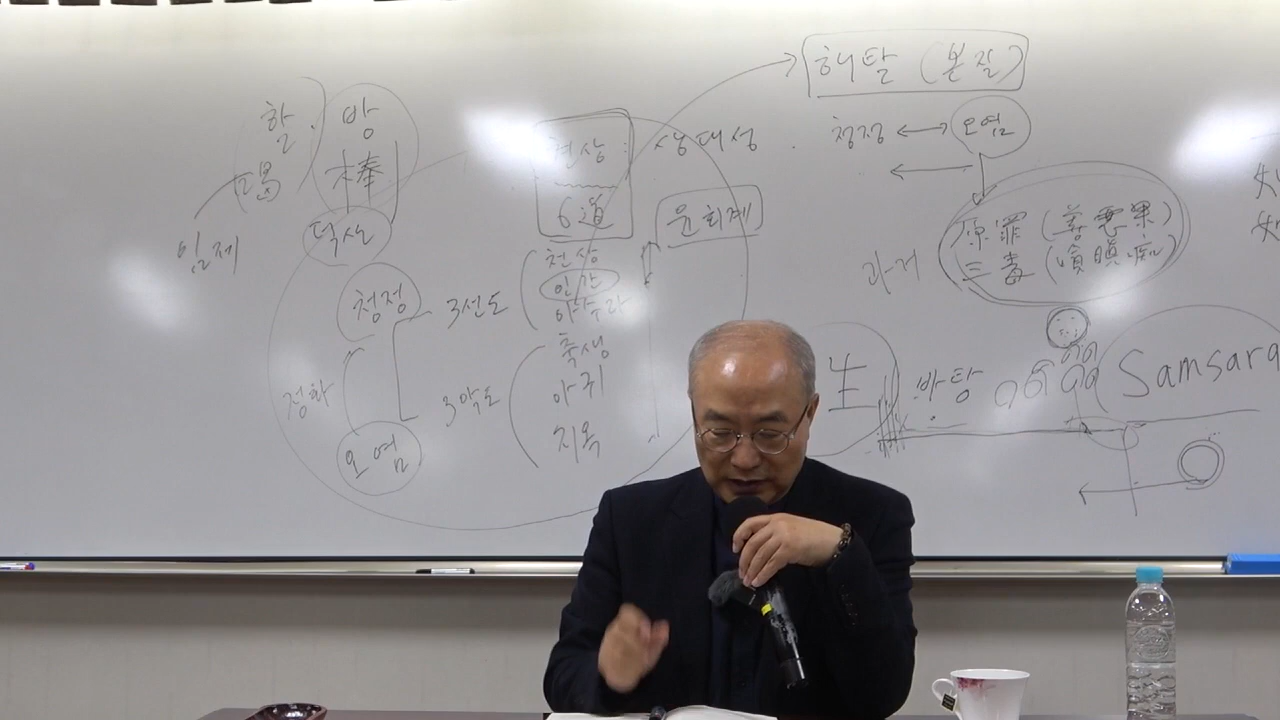 해탈 (본질)
할 방
喝 棒
덕산
임제
천상
6道
상대성
윤회계
청정 오염
原罪 (善惡果)
三毒 (貪瞋痴)
과거
천상
인간
아수라
3선도
청정
축생
아귀
지옥
3악도
정화
오염
生
바탕
Samsara